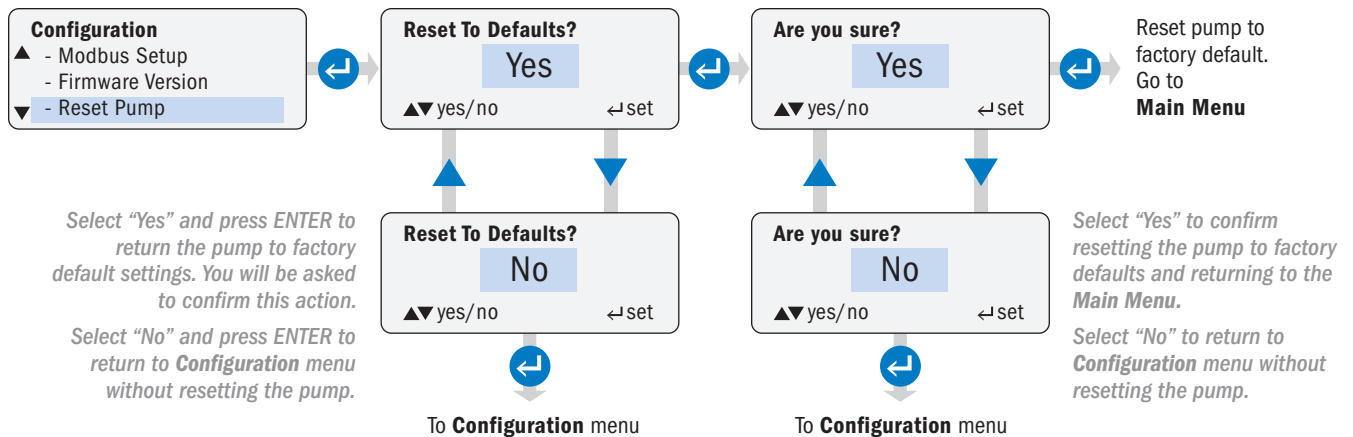 Configuration
▲ - Modbus Setup
- Firmware Version
▼ - Reset Pump
Reset To Defaults?
Yes
▲▼ yes/no ↵ set
Are you sure?
Yes
▲▼ yes/no ↵ set
Reset pump to
factory default.
Go to
Main Menu
Select “Yes” and press ENTER to
return the pump to factory
default settings. You will be asked
to confirm this action.
Select “No” and press ENTER to
return to Configuration menu
without resetting the pump.
Reset To Defaults?
No
▲▼ yes/no ↵ set
To Configuration menu
Are you sure?
No
▲▼ yes/no ↵ set
To Configuration menu
Select “Yes” to confirm
resetting the pump to factory
defaults and returning to the
Main Menu.
Select “No” to return to
Configuration menu without
resetting the pump.